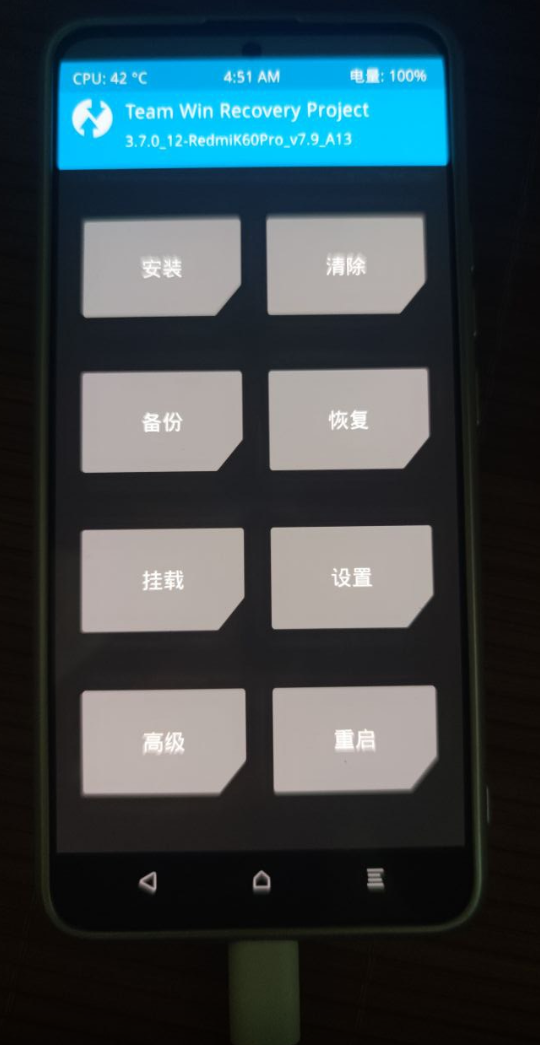 CPU: 42 °C 4:51 AM 电量: 100%
Team Win Recovery Project
3.7.0_12-RedmiK60Pro_v7.9_A13
安装 清除
备份 恢复
挂载 设置
高级 重启